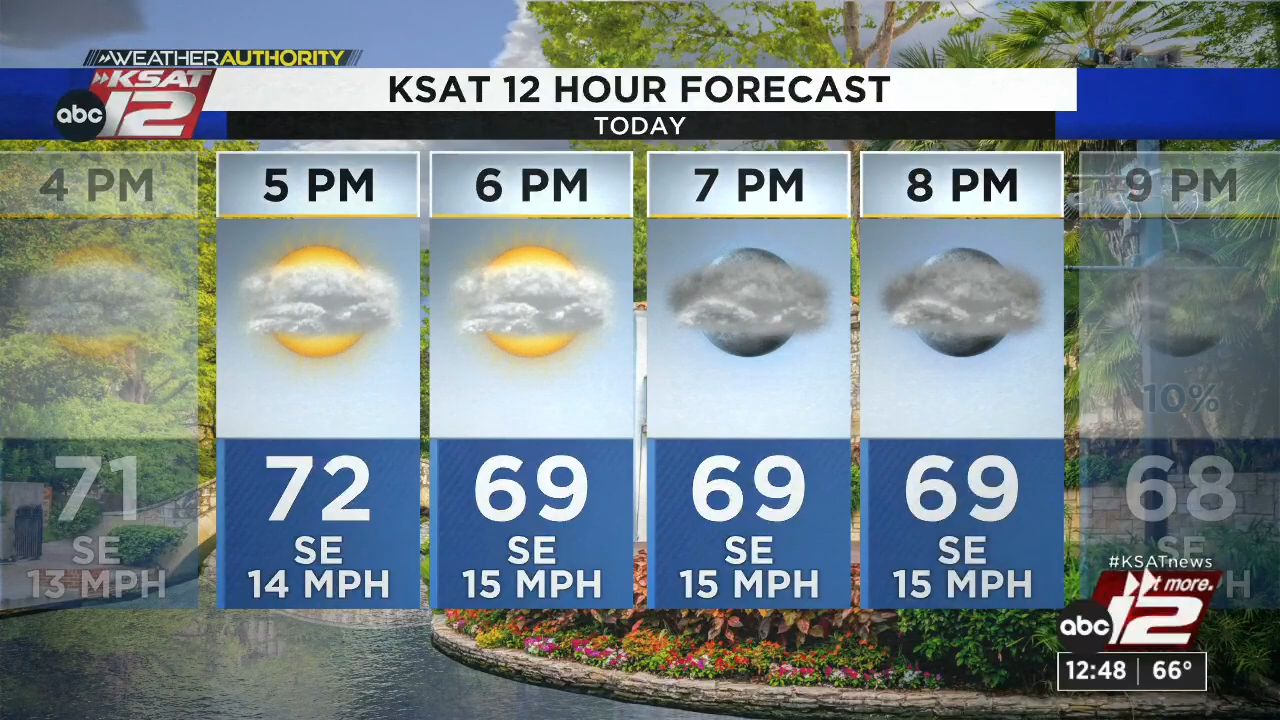 WEATHERAUTHORITY
KSAT
abc 12
KSAT 12 HOUR FORECAST
TODAY
4 PM
71
SE
13 MPH
5 PM
72
SE
14 MPH
6 PM
69
SE
15 MPH
7 PM
69
SE
15 MPH
8 PM
69
SE
15 MPH
9 PM
10%
68
SE
#KSATnews
t more.
abc 12
12:48 66°